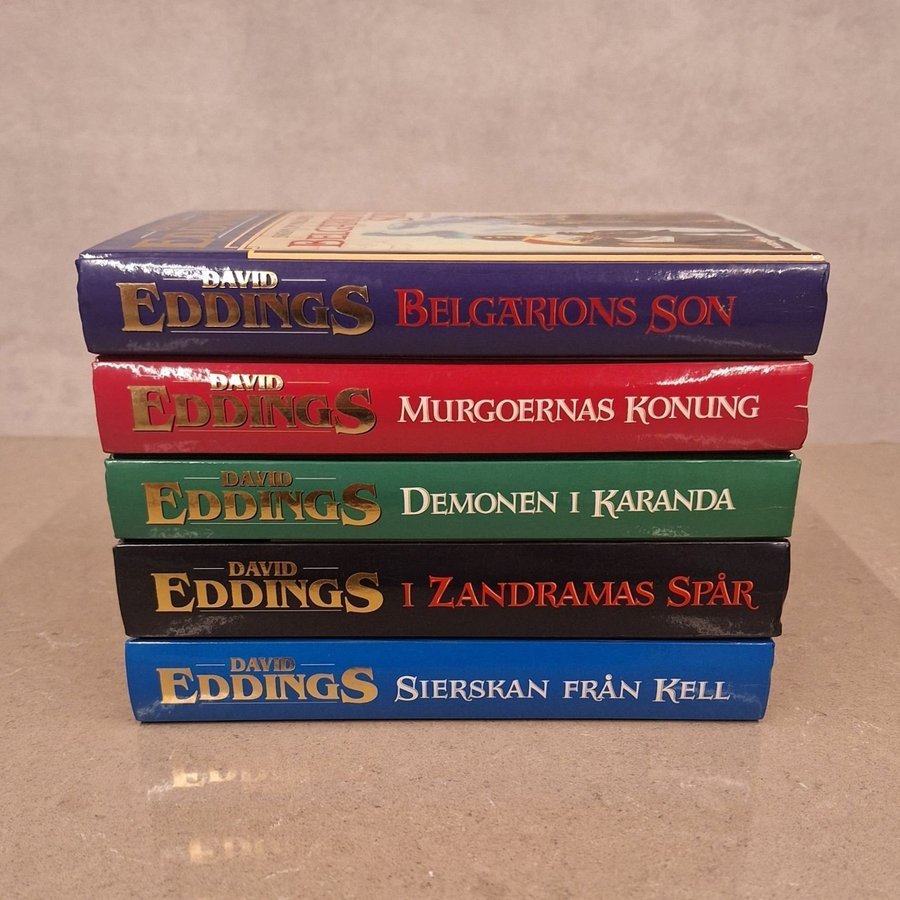 BELGARIONS
DAVID
EDDINGS BELGARIONS SON
DAVID
EDDINGS MURGOERNAS KONUNG
DAVID
EDDINGS DEMONEN I KARANDA
DAVID
EDDINGS I ZANDRAMAS SPÅR
DAVID
EDDINGS SIERSKAN FRÅN KELL